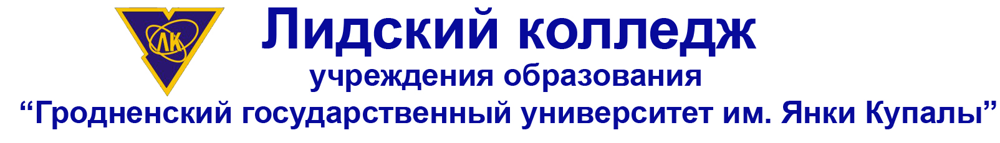 ЛК
Лидский колледж
учреждения образования
“Гродненский государственный университет им. Янки Купалы”